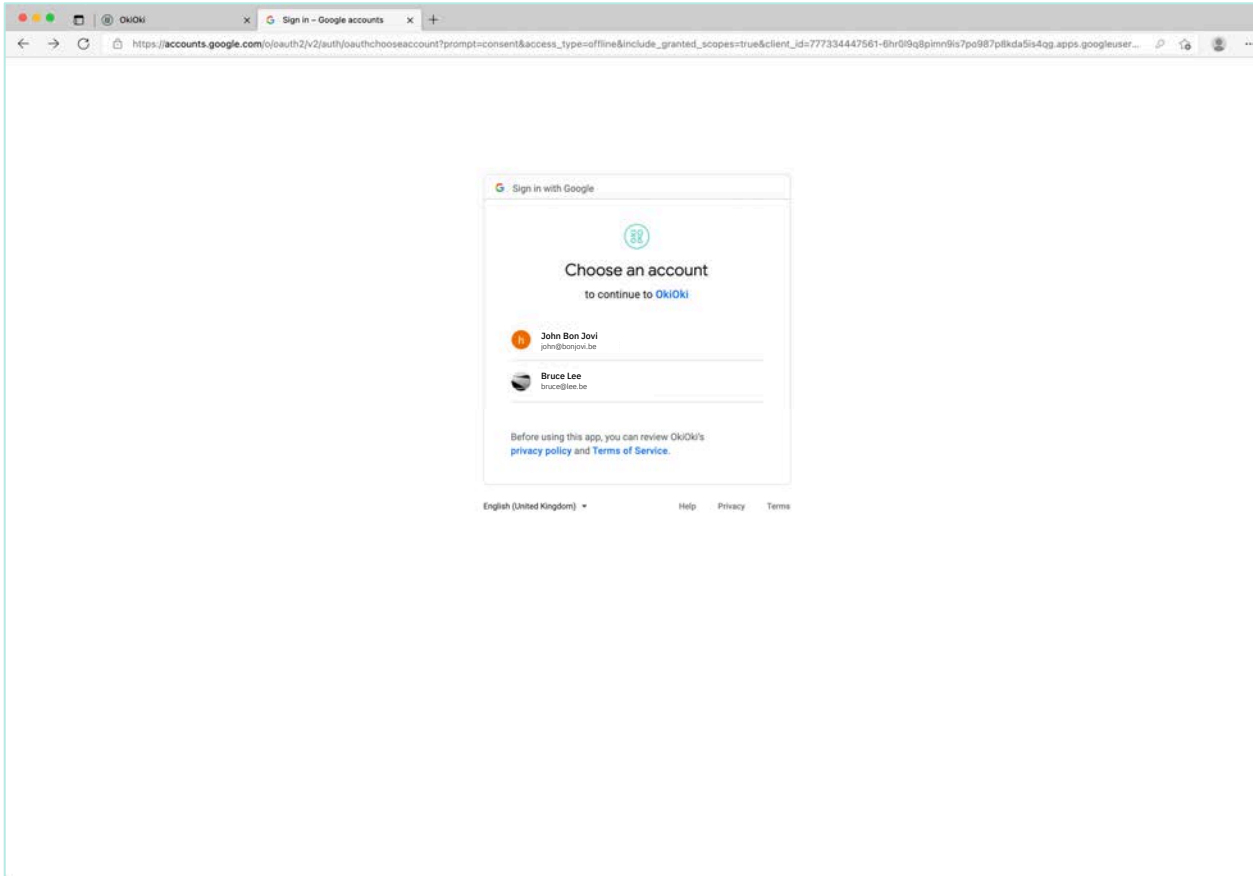 OkiOki
Sign in – Google accounts
https://accounts.google.com/o/oauth2/v2/auth/oauthchooseaccount?prompt=consent&access_type=offline&include_granted_scopes=true&client_id=777334447561-6hr0l9q8pimn9is7po987p8kda5is4qg.apps.googleuser...
G Sign in with Google
OKI
OKI
Choose an account
to continue to OkiOki
h
John Bon Jovi
john@bonjovi.be
Bruce Lee
bruce@lee.be
Before using this app, you can review OkiOki's
privacy policy and Terms of Service.
English (United Kingdom)
Help Privacy Terms